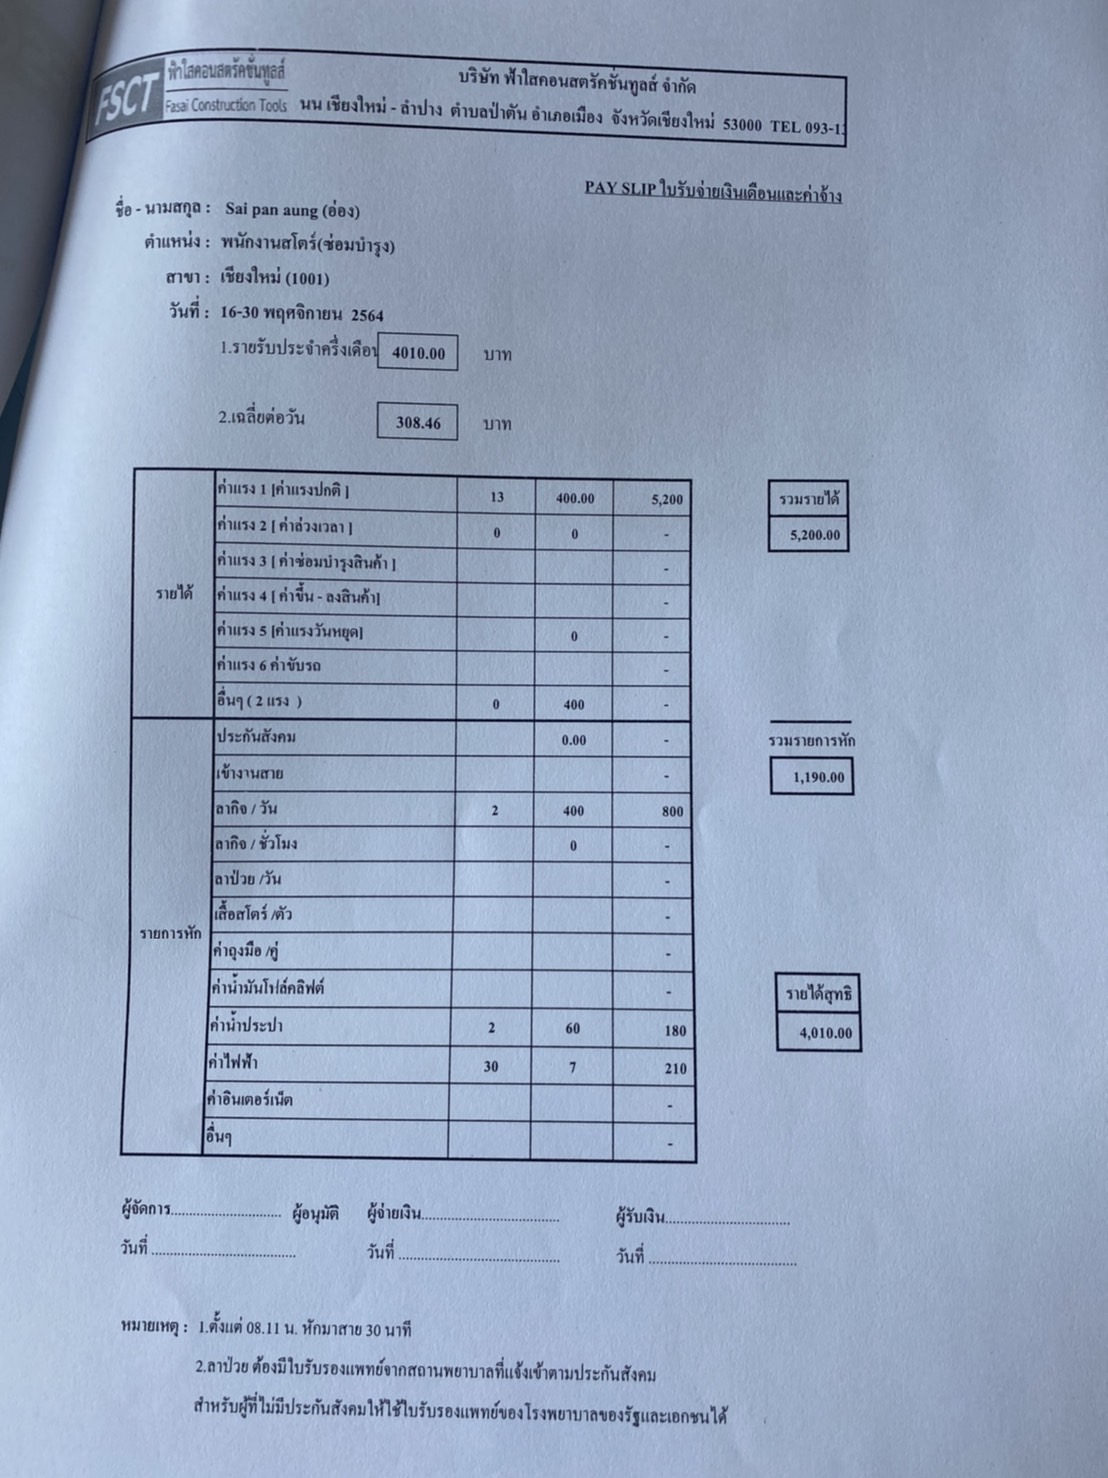 FSCT
ฟ้าใสคอนสตรัคชั่นทูลส์
Fasai Construction Tools
บริษัท ฟ้าใสคอนสตรัคชั่นทูลส์ จำกัด
นน เชียงใหม่ - ลำปาง ตำบลป่าตัน อำเภอเมือง จังหวัดเชียงใหม่ 53000 TEL 093-1
PAY SLIP ใบรับจ่ายเงินเดือนและค่าจ้าง
ชื่อ - นามสกุล : Sai pan aung (อ่อง)
ตำแหน่ง : พนักงานสโตร์(ซ่อมบำรุง)
สาขา : เชียงใหม่ (1001)
วันที่ : 16-30 พฤศจิกายน 2564
1.รายรับประจำครึ่งเดือน 4010.00 บาท
2.เฉลี่ยต่อวัน 308.46 บาท
รายได้
ค่าแรง 1 [ค่าแรงปกติ ] 13 400.00 5,200
ค่าแรง 2 [ ค่าล่วงเวลา ] 0 0 -
ค่าแรง 3 [ ค่าซ่อมบำรุงสินค้า ] -
ค่าแรง 4 [ ค่าขึ้น - ลงสินค้า] -
ค่าแรง 5 [ค่าแรงวันหยุด] 0 -
ค่าแรง 6 ค่าขับรถ -
อื่นๆ ( 2 แรง ) 0 400 -
รวมรายได้
5,200.00
รายการหัก
ประกันสังคม 0.00 -
เข้างานสาย -
ลากิจ / วัน 2 400 800
ลากิจ / ชั่วโมง 0 -
ลาป่วย /วัน -
เสื้อสโตร์ /ตัว -
ค่าถุงมือ /คู่ -
ค่าน้ำมันโฟล์คลิฟต์ -
ค่าน้ำประปา 2 60 180
ค่าไฟฟ้า 30 7 210
ค่าอินเตอร์เน็ต -
อื่นๆ -
รวมรายการหัก
1,190.00
รายได้สุทธิ
4,010.00
ผู้จัดการ.............................. ผู้อนุมัติ ผู้จ่ายเงิน...................................... ผู้รับเงิน..................................
วันที่ ....................................... วันที่ ............................................ วันที่ ........................................
หมายเหตุ : 1.ตั้งแต่ 08.11 น. หักมาสาย 30 นาที
2.ลาป่วย ต้องมีใบรับรองแพทย์จากสถานพยาบาลที่แจ้งเข้าตามประกันสังคม
สำหรับผู้ที่ไม่มีประกันสังคมให้ใช้ใบรับรองแพทย์ของโรงพยาบาลของรัฐและเอกชนได้